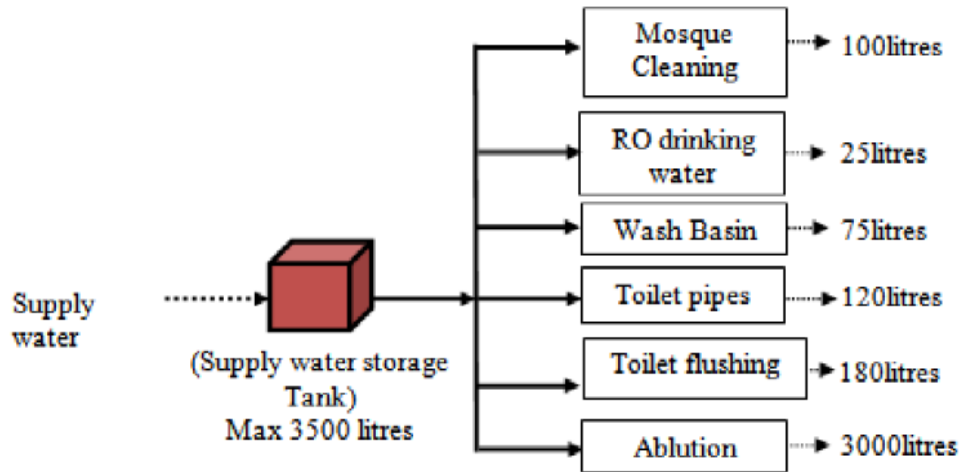 Mosque
Cleaning
100litres
RO drinking
water
25litres
Wash Basin
75litres
Supply
water
(Supply water storage
Tank)
Max 3500 litres
Toilet pipes
120litres
Toilet flushing
180litres
Ablution
3000litres